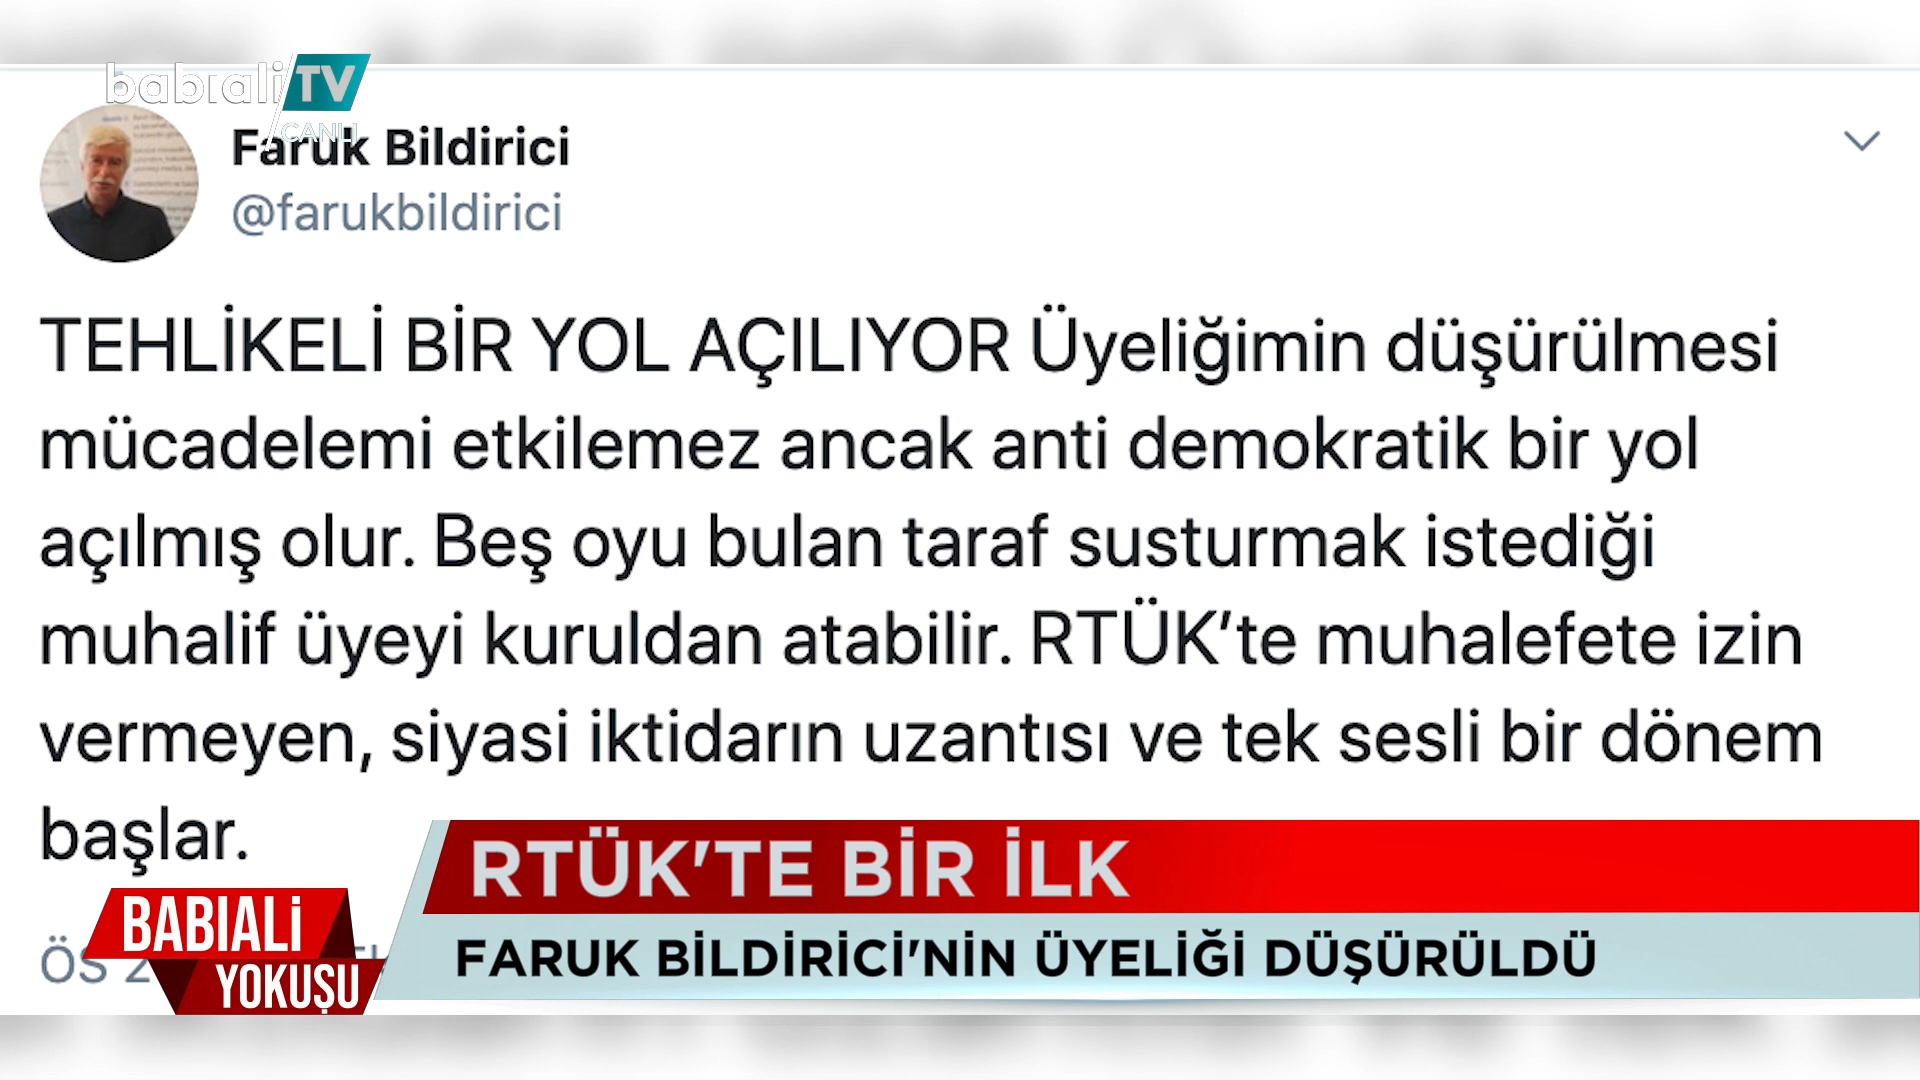 babıali TV
CANLI
Faruk Bildirici
@farukbildirici
TEHLİKELİ BİR YOL AÇILIYOR Üyeliğimin düşürülmesi
mücadelemi etkilemez ancak anti demokratik bir yol
açılmış olur. Beş oyu bulan taraf susturmak istediği
muhalif üyeyi kuruldan atabilir. RTÜK’te muhalefete izin
vermeyen, siyasi iktidarın uzantısı ve tek sesli bir dönem
başlar.
RTÜK'TE BİR İLK
BABIALİ
YOKUŞU
ÖS
FARUK BİLDİRİCİ'NİN ÜYELİĞİ DÜŞÜRÜLDÜ